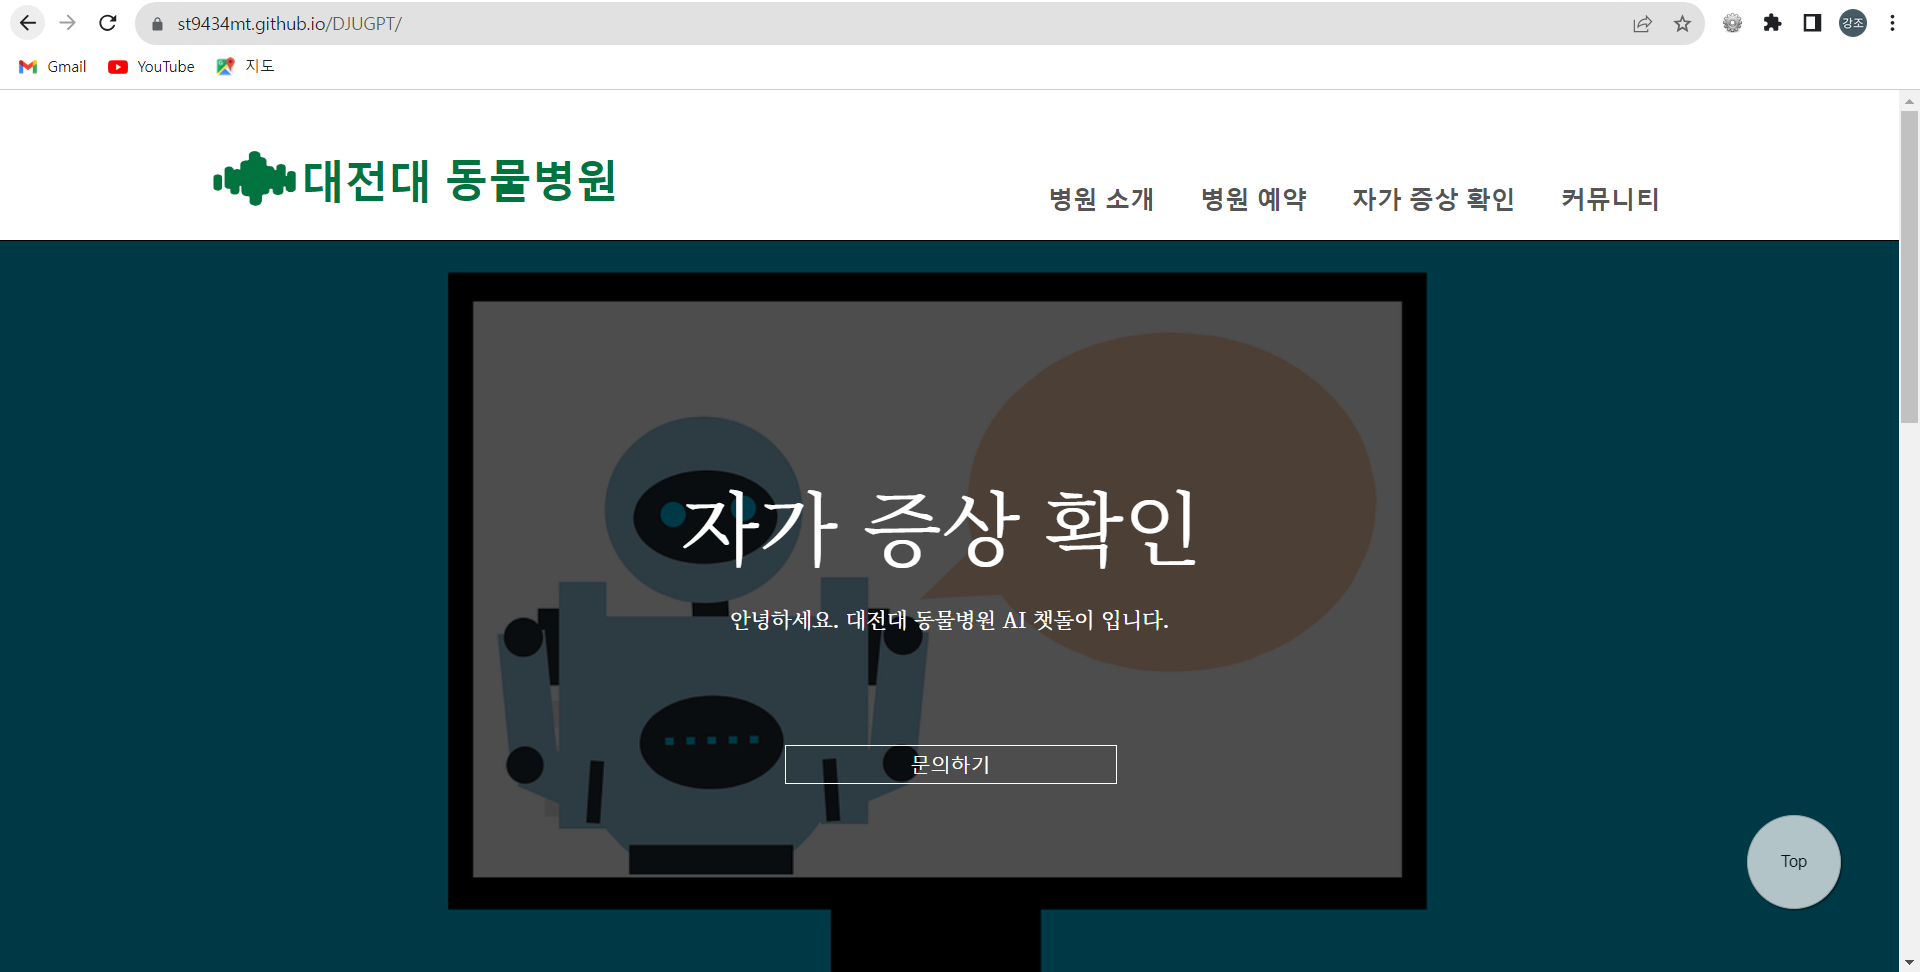 st9434mt.github.io/DJUGPT/
강조
Gmail YouTube 지도
대전대 동물병원
병원 소개 병원 예약 자가 증상 확인 커뮤니티
자가 증상 확인
안녕하세요. 대전대 동물병원 AI 챗돌이 입니다.
문의하기
Top